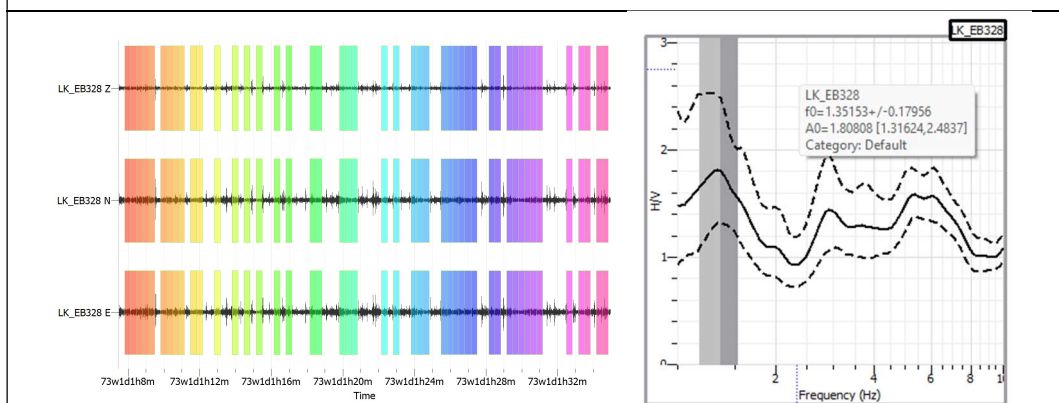 LK_EB328 Z
LK_EB328 N
LK_EB328 E
73w1d1h8m 73w1d1h12m 73w1d1h16m 73w1d1h20m 73w1d1h24m 73w1d1h28m 73w1d1h32m
Time
LK_EB328
3
2
1
0
H/V
LK_EB328
f0=1.35153+/-0.17956
A0=1.80808 [1.31624,2.4837]
Category: Default
2 4 6 8
Frequency (Hz)